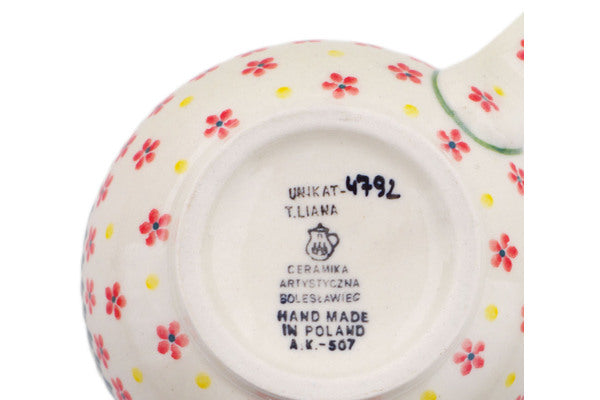 UNIKAT-4792
T.LIANA
CERAMIKA
ARTYSTYCZNA
BOLESŁAWIEC
HAND MADE
IN POLAND
A.K.-507